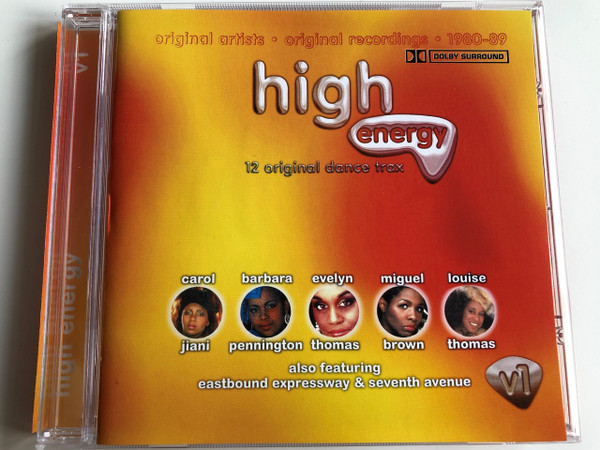 original artists • original recordings • 1980-89
DOLBY SURROUND
high
energy
12 original dance trax
carol barbara evelyn miguel louise
jiani pennington thomas brown thomas
also featuring
eastbound expressway & seventh avenue
v1
v1
high energy